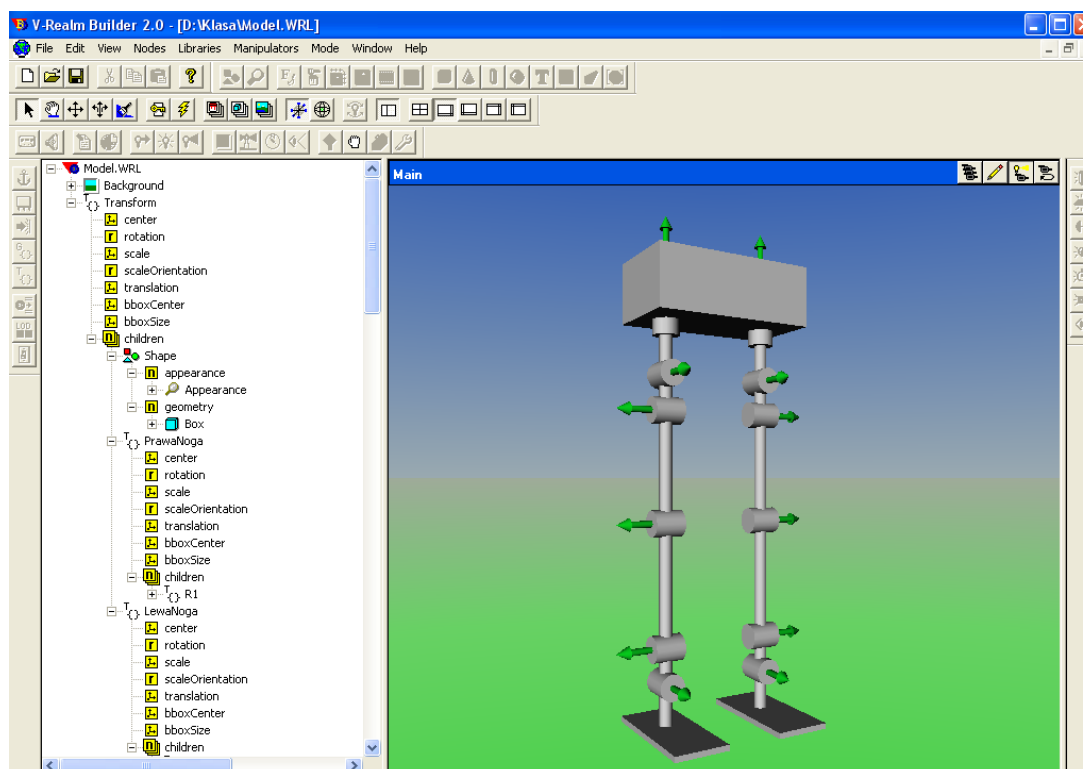 V-Realm Builder 2.0 - [D:\Klasa\Model.WRL]
File Edit View Nodes Libraries Manipulators Mode Window Help
Model.WRL
Background
Transform
center
rotation
scale
scaleOrientation
translation
bboxCenter
bboxSize
children
Shape
appearance
Appearance
geometry
Box
PrawaNoga
center
rotation
scale
scaleOrientation
translation
bboxCenter
bboxSize
children
R1
LewaNoga
center
rotation
scale
scaleOrientation
translation
bboxCenter
bboxSize
children
Main
LOD